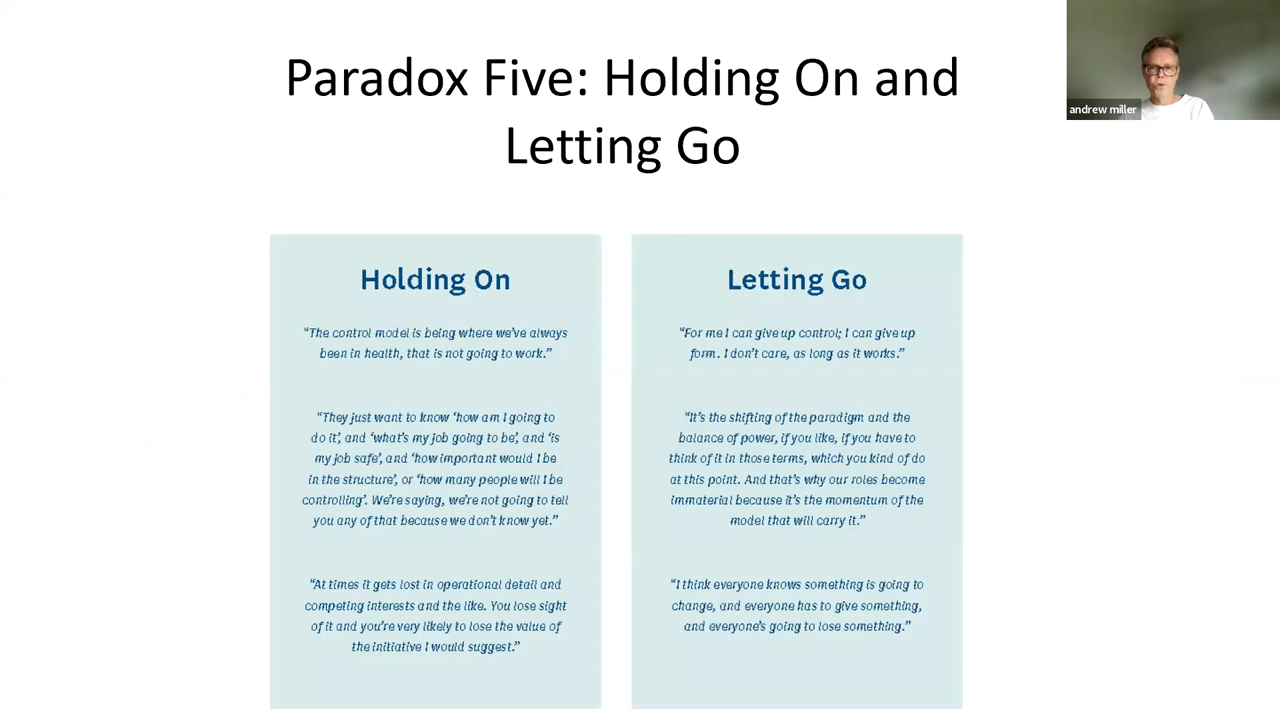 Paradox Five: Holding On and
Letting Go
andrew miller
Holding On
“The control model is being where we’ve always
been in health, that is not going to work.”
“They just want to know ‘how am I going to
do it’, and ‘what’s my job going to be’, and ‘is
my job safe’, and ‘how important would I be
in the structure’, or ‘how many people will I be
controlling’. We’re saying, we’re not going to tell
you any of that because we don’t know yet.”
“At times it gets lost in operational detail and
competing interests and the like. You lose sight
of it and you’re very likely to lose the value of
the initiative I would suggest.”
Letting Go
“For me I can give up control; I can give up
form. I don’t care, as long as it works.”
“It’s the shifting of the paradigm and the
balance of power, if you like, if you have to
think of it in those terms, which you kind of do
at this point. And that’s why our roles become
immaterial because it’s the momentum of the
model that will carry it.”
“I think everyone knows something is going to
change, and everyone has to give something,
and everyone’s going to lose something.”